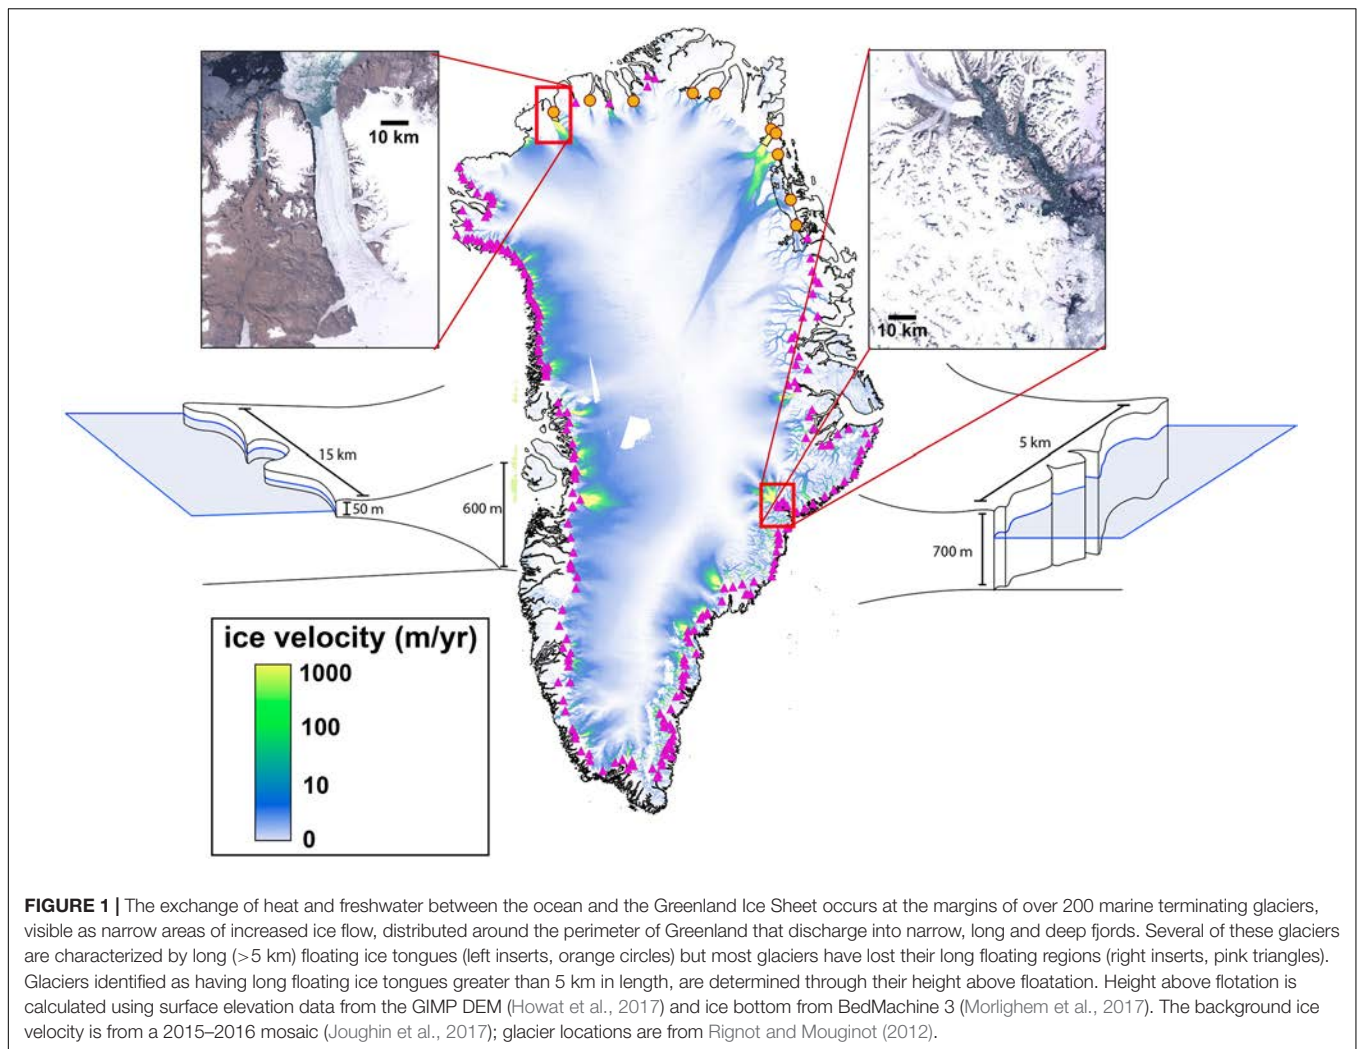 10 km
10 km
15 km
50 m
600 m
5 km
700 m
ice velocity (m/yr)
1000
100
10
0
FIGURE 1 | The exchange of heat and freshwater between the ocean and the Greenland Ice Sheet occurs at the margins of over 200 marine terminating glaciers,
visible as narrow areas of increased ice flow, distributed around the perimeter of Greenland that discharge into narrow, long and deep fjords. Several of these glaciers
are characterized by long (>5 km) floating ice tongues (left inserts, orange circles) but most glaciers have lost their long floating regions (right inserts, pink triangles).
Glaciers identified as having long floating ice tongues greater than 5 km in length, are determined through their height above floatation. Height above flotation is
calculated using surface elevation data from the GIMP DEM (Howat et al., 2017) and ice bottom from BedMachine 3 (Morlighem et al., 2017). The background ice
velocity is from a 2015–2016 mosaic (Joughin et al., 2017); glacier locations are from Rignot and Mouginot (2012).